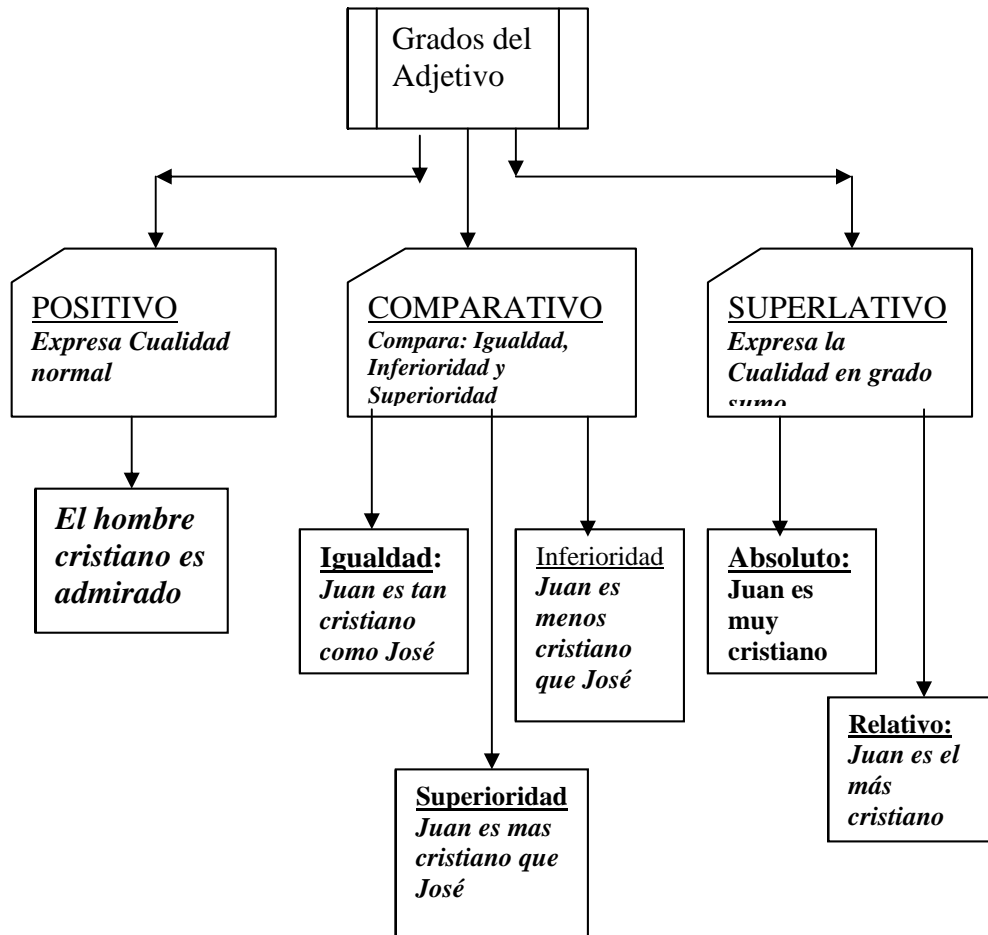 Grados del
Adjetivo
POSITIVO
Expresa Cualidad
normal
COMPARATIVO
Compara: Igualdad,
Inferioridad y
Superioridad
SUPERLATIVO
Expresa la
Cualidad en grado
sumo
El hombre
cristiano es
admirado
Igualdad:
Juan es tan
cristiano
como José
Inferioridad
Juan es
menos
cristiano
que José
Absoluto:
Juan es
muy
cristiano
Superioridad
Juan es mas
cristiano que
José
Relativo:
Juan es el
más
cristiano